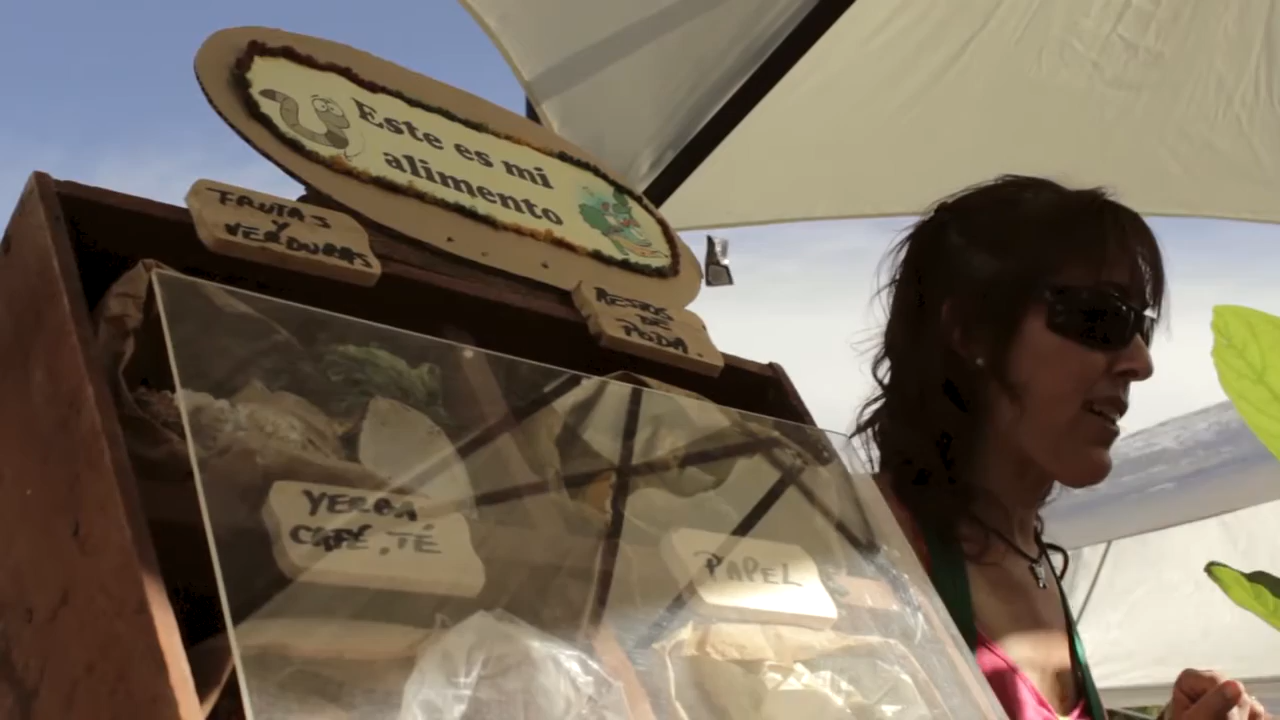 Este es mi
alimento
FRUTAS
Y
VERDURAS
RESTOS
DE
PODA.
YERBA
CAFÉ, TÉ
PAPEL